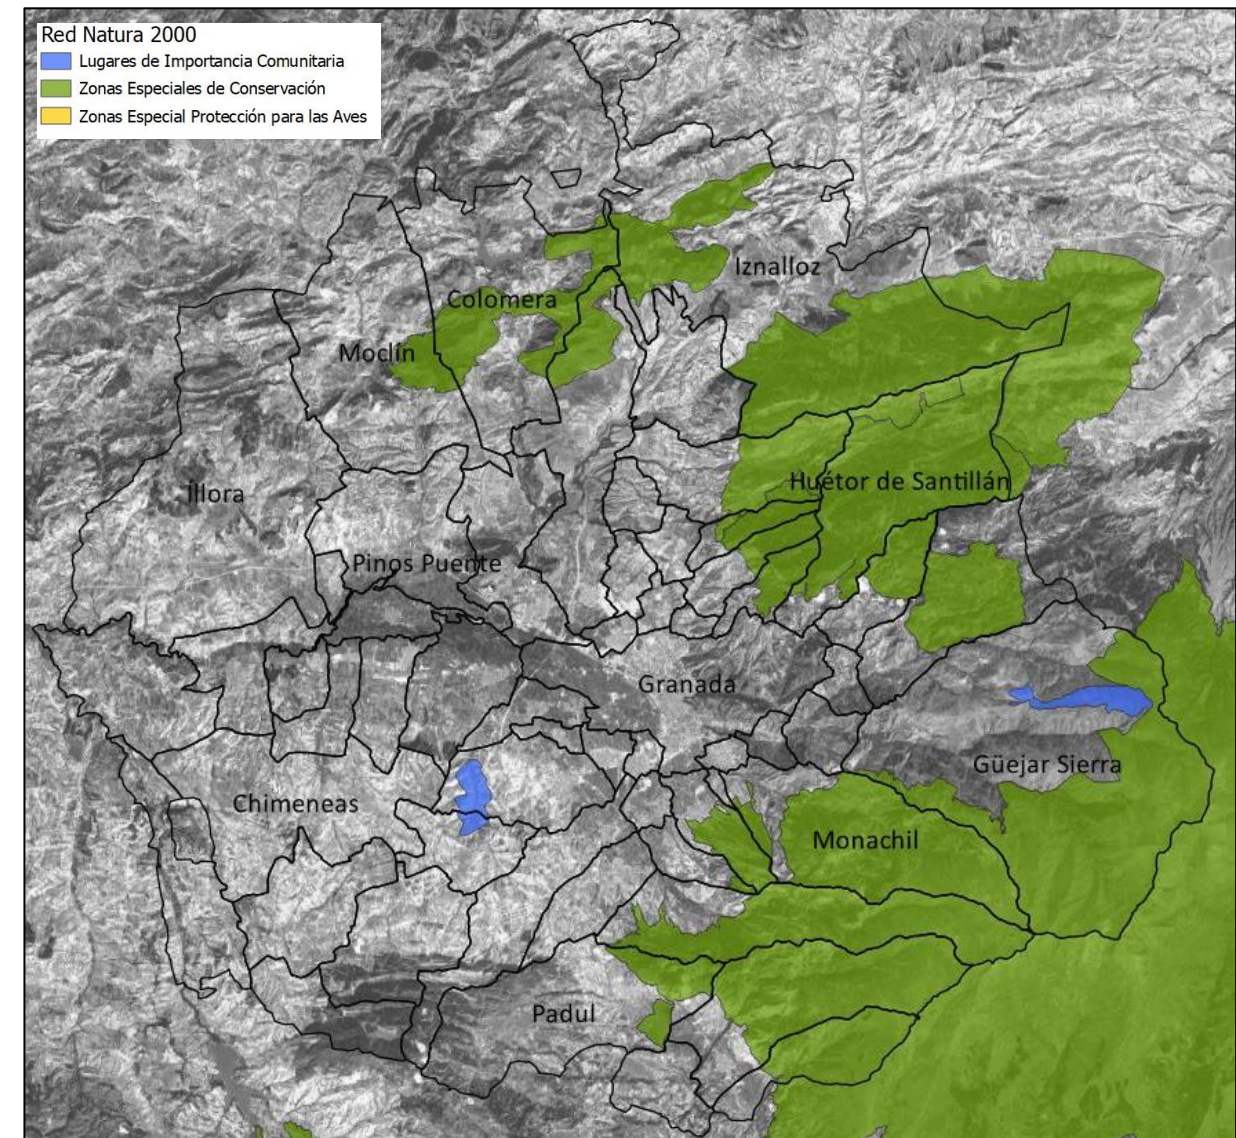 Red Natura 2000
Lugares de Importancia Comunitaria
Zonas Especiales de Conservación
Zonas Especial Protección para las Aves
Iznalloz
Colomera
Moclín
Huétor de Santillán
Íllora
Pinos Puente
Granada
Güejar Sierra
Chimeneas
Monachil
Padul